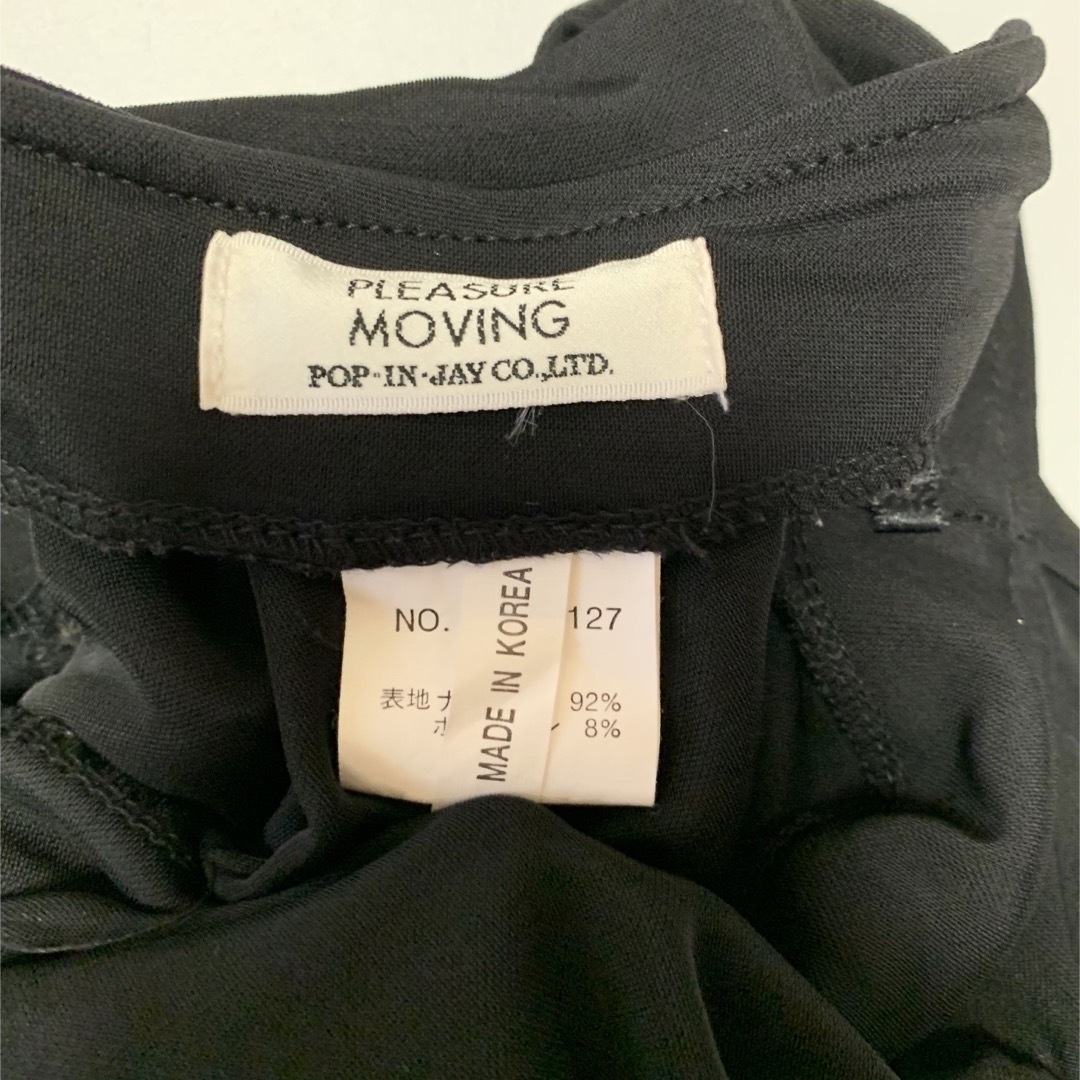 PLEASURE
MOVING
POP-IN-JAY CO.,LTD.
NO. 127
MADE IN KOREA
表地 92%
8%